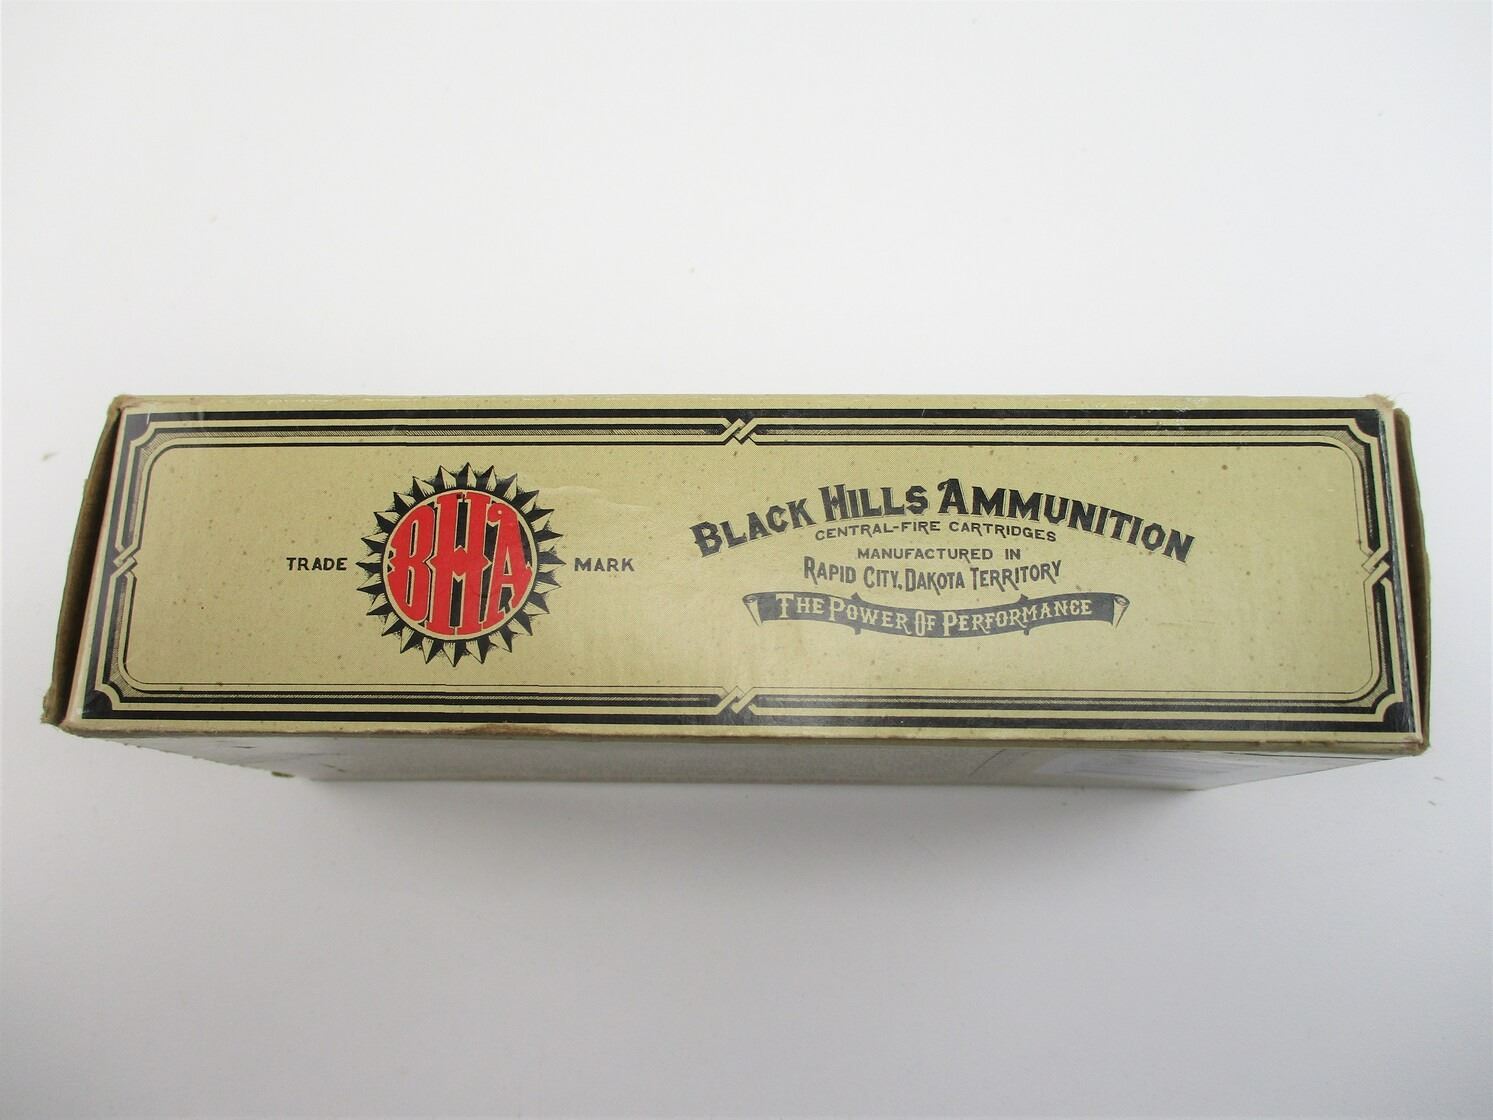 TRADE BHA MARK
BLACK HILLS AMMUNITION
CENTRAL-FIRE CARTRIDGES
MANUFACTURED IN
RAPID CITY, DAKOTA TERRITORY
THE POWER OF PERFORMANCE